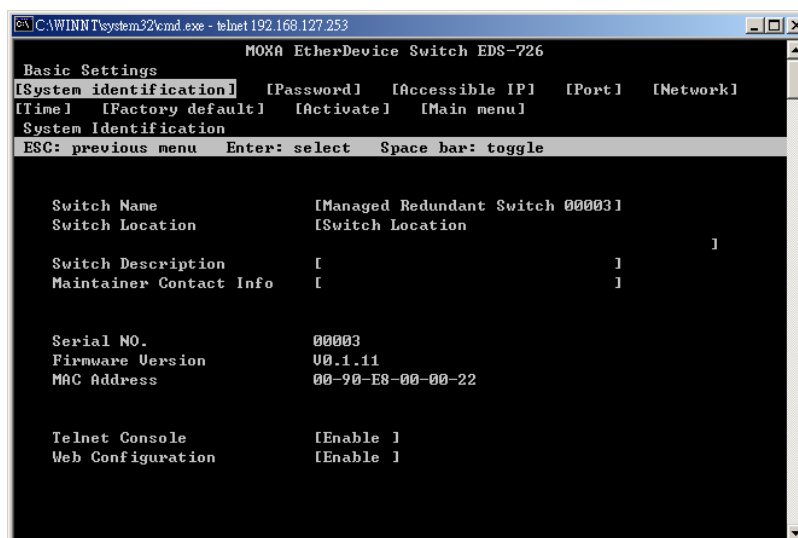 C:\WINNT\system32\cmd.exe - telnet 192.168.127.253
MOXA EtherDevice Switch EDS-726
Basic Settings
[System identification] [Password] [Accessible IP] [Port] [Network]
[Time] [Factory default] [Activate] [Main menu]
System Identification
ESC: previous menu Enter: select Space bar: toggle
Switch Name [Managed Redundant Switch 00003]
Switch Location [Switch Location
]
Switch Description [ ]
Maintainer Contact Info [ ]
Serial NO. 00003
Firmware Version V0.1.11
MAC Address 00-90-E8-00-00-22
Telnet Console [Enable ]
Web Configuration [Enable ]